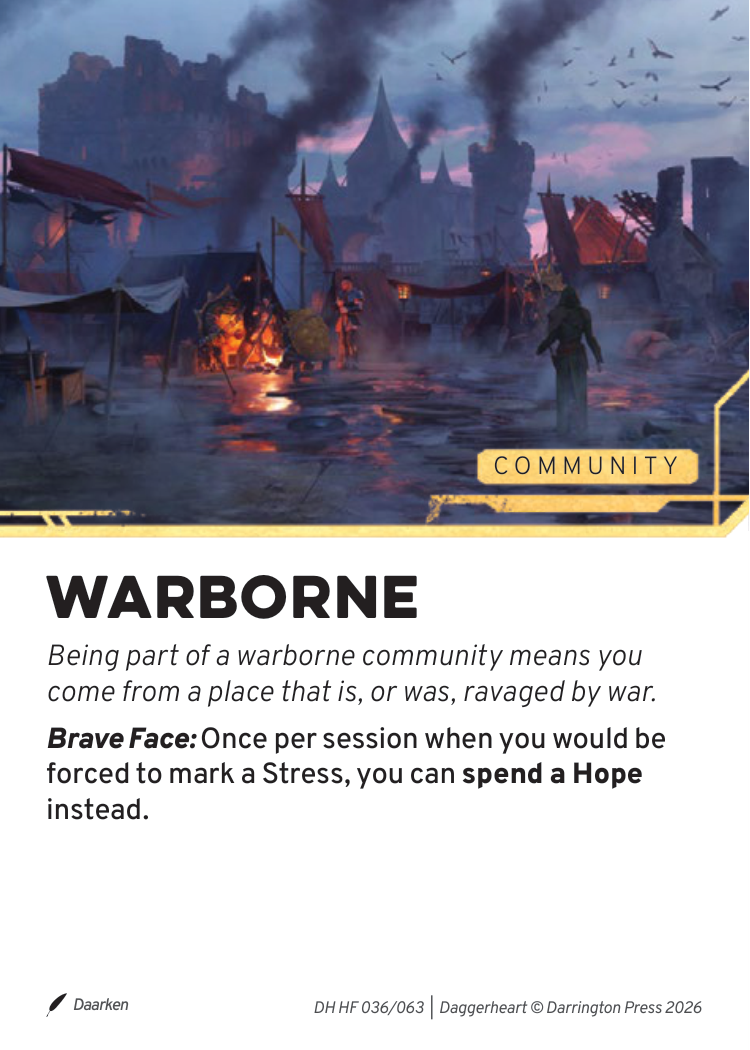 COMMUNITY
WARBORNE
Being part of a warborne community means you
come from a place that is, or was, ravaged by war.
Brave Face: Once per session when you would be
forced to mark a Stress, you can spend a Hope
instead.
Daarken
DH HF 036/063 | Daggerheart © Darrington Press 2026